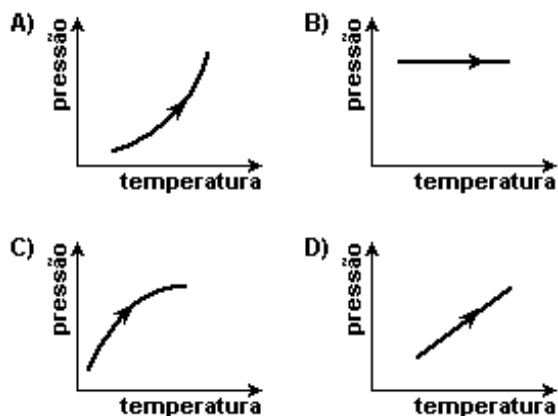 A)
pressão
temperatura
B)
pressão
temperatura
C)
pressão
temperatura
D)
pressão
temperatura